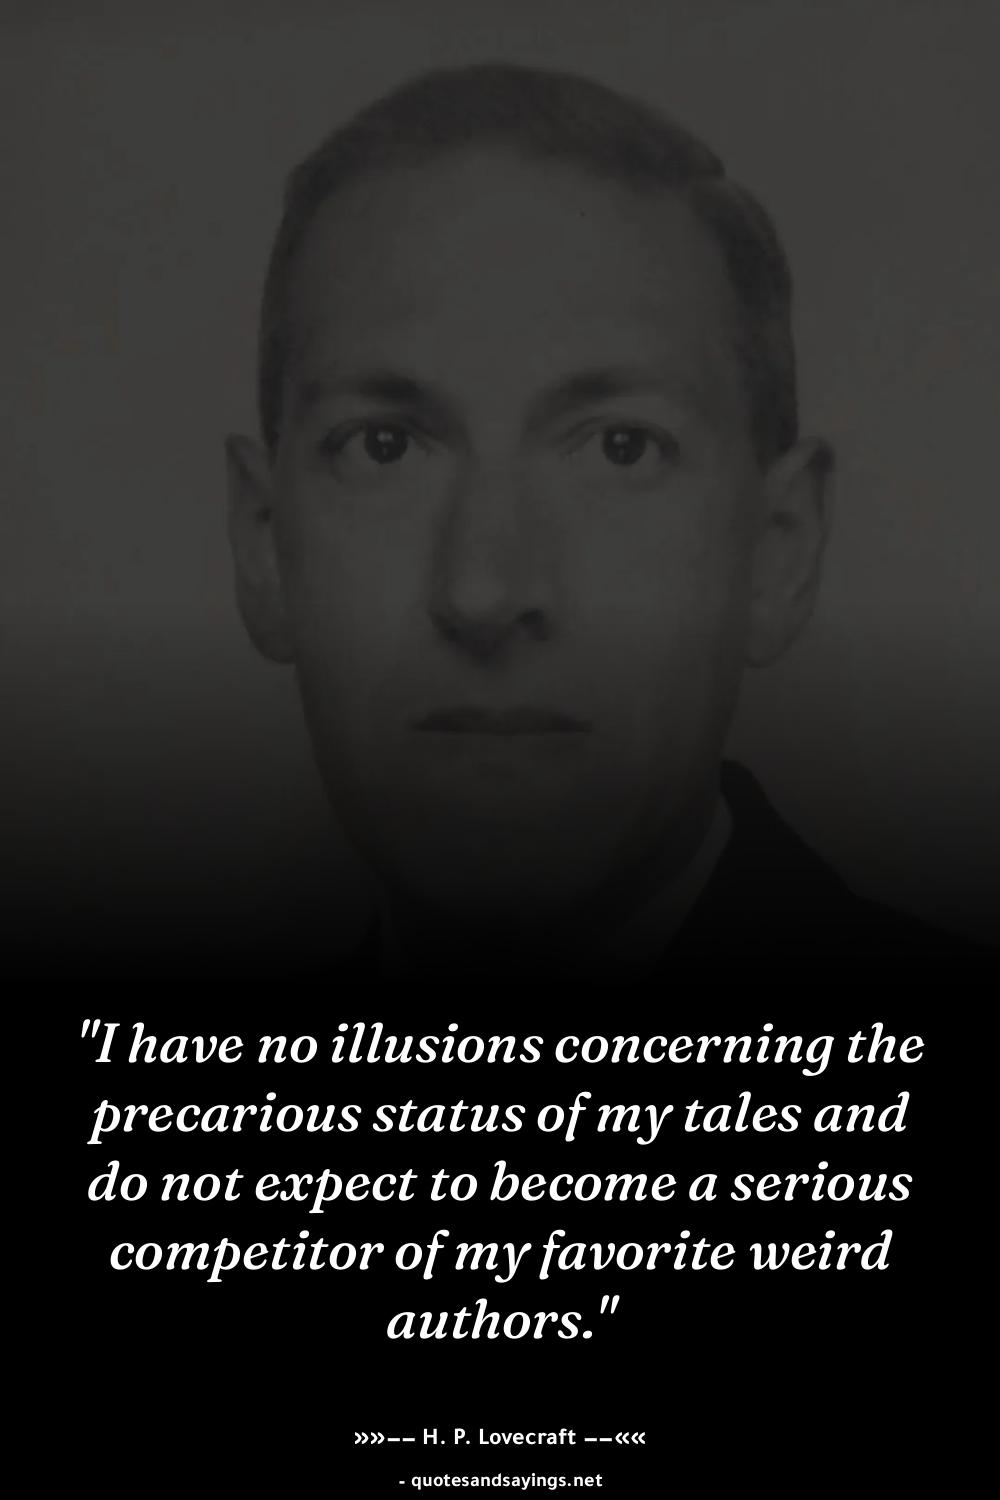 "I have no illusions concerning the
precarious status of my tales and
do not expect to become a serious
competitor of my favorite weird
authors."
»»−− H. P. Lovecraft −−««
- quotesandsayings.net